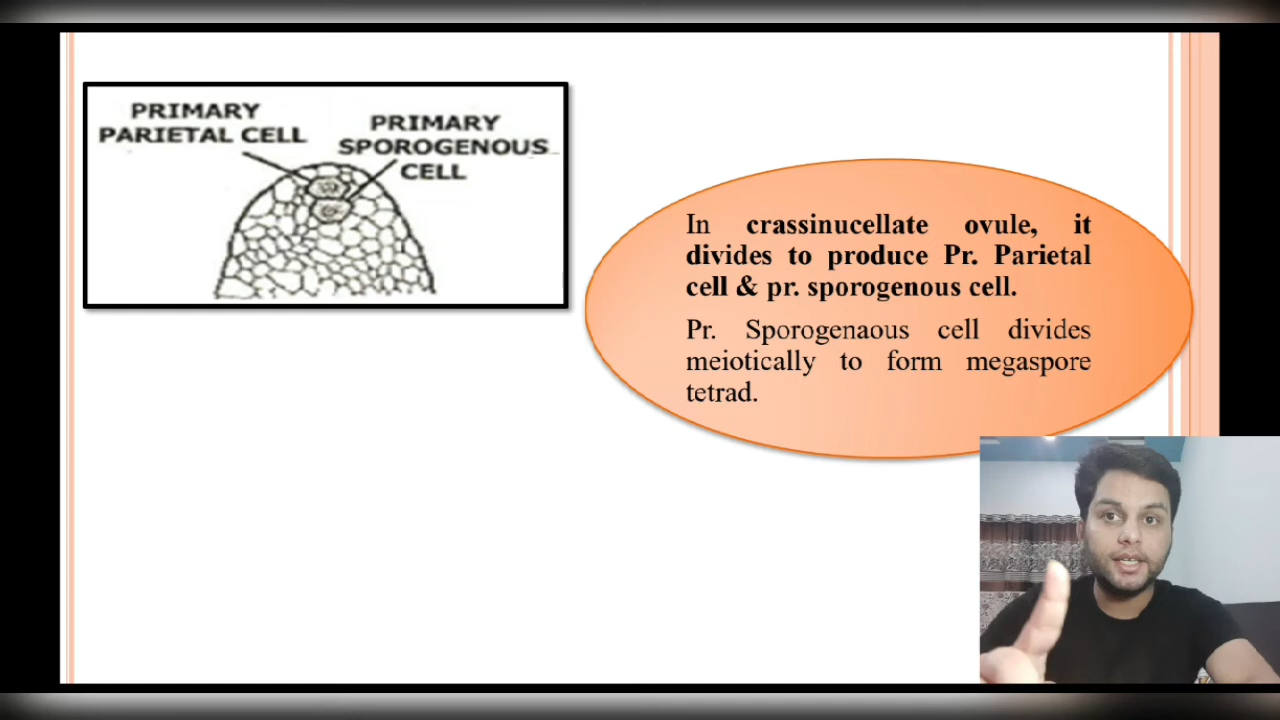 PRIMARY
PARIETAL CELL
PRIMARY
SPOROGENOUS
CELL
In crassinucellate ovule, it
divides to produce Pr. Parietal
cell & pr. sporogenous cell.
Pr. Sporogenaous cell divides
meiotically to form megaspore
tetrad.